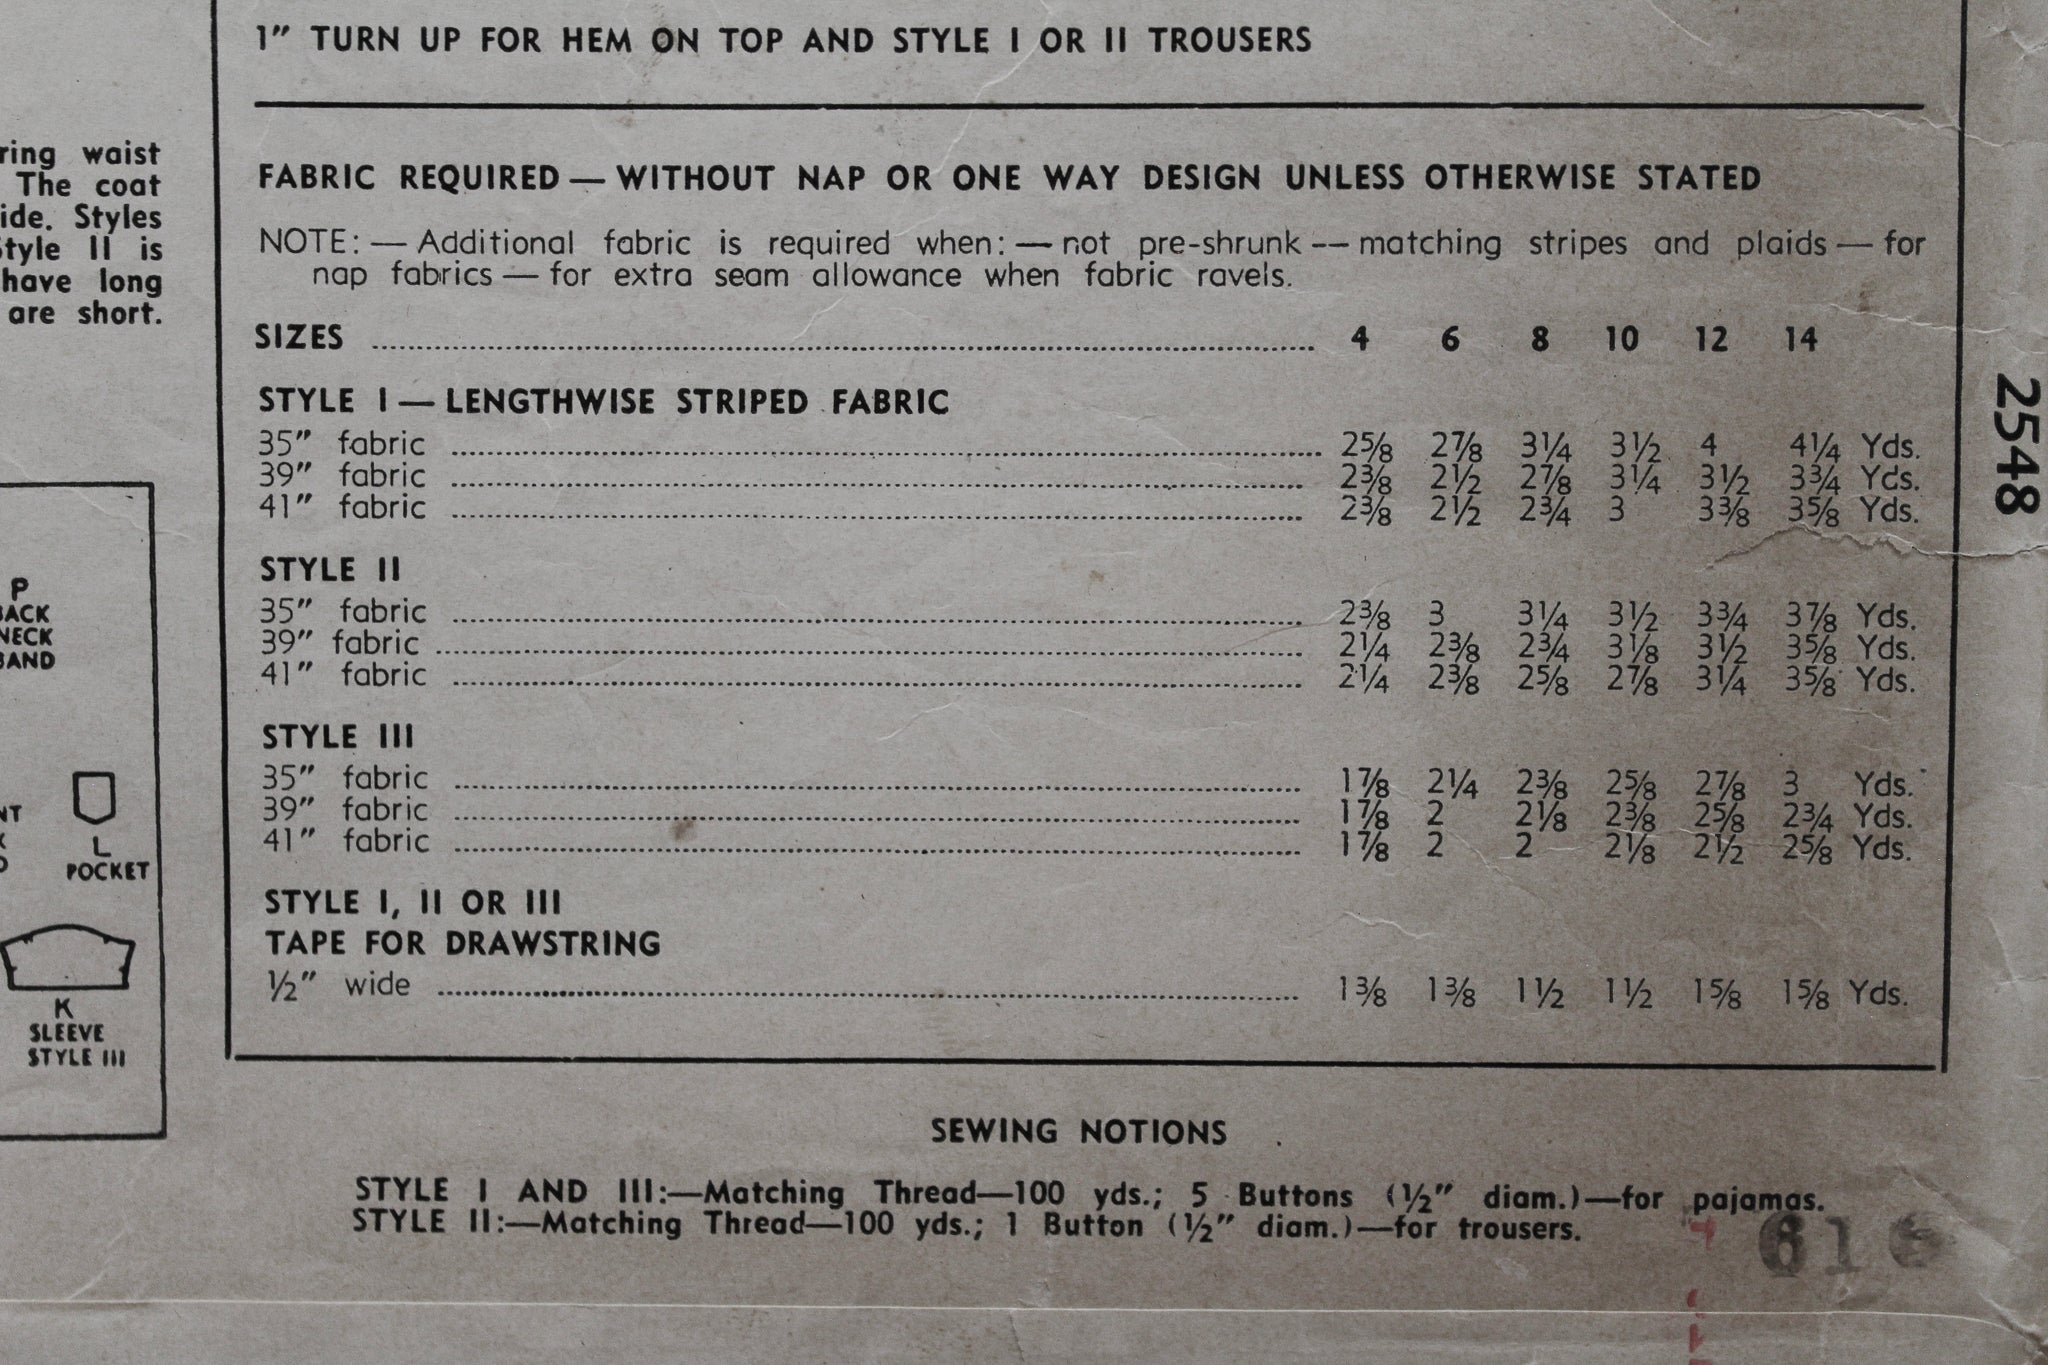 1" TURN UP FOR HEM ON TOP AND STYLE I OR II TROUSERS
FABRIC REQUIRED — WITHOUT NAP OR ONE WAY DESIGN UNLESS OTHERWISE STATED
NOTE: — Additional fabric is required when: — not pre-shrunk -- matching stripes and plaids — for
nap fabrics — for extra seam allowance when fabric ravels.
SIZES 4 6 8 10 12 14
STYLE I — LENGTHWISE STRIPED FABRIC
35" fabric 2⅝ 2⅞ 3¼ 3½ 4 4¼ Yds.
39" fabric 2⅜ 2½ 2⅞ 3¼ 3½ 3¾ Yds.
41" fabric 2⅜ 2½ 2¾ 3 3⅜ 3⅝ Yds.
STYLE II
35" fabric 2⅜ 3 3¼ 3½ 3¾ 3⅞ Yds.
39" fabric 2¼ 2⅜ 2¾ 3⅛ 3½ 3⅝ Yds.
41" fabric 2¼ 2⅜ 2⅝ 2⅞ 3¼ 3⅝ Yds.
STYLE III
35" fabric 1⅞ 2¼ 2⅜ 2⅝ 2⅞ 3 Yds.
39" fabric 1⅞ 2 2⅛ 2⅜ 2⅝ 2¾ Yds.
41" fabric 1⅞ 2 2 2⅛ 2½ 2⅝ Yds.
STYLE I, II OR III
TAPE FOR DRAWSTRING
½" wide 1⅜ 1⅜ 1½ 1½ 1⅝ 1⅝ Yds.
SEWING NOTIONS
STYLE I AND III:—Matching Thread—100 yds.; 5 Buttons (½" diam.)—for pajamas.
STYLE II:—Matching Thread—100 yds.; 1 Button (½" diam.)—for trousers.
2548
waist
The coat
Styles
Style II is
have long
are short.
P
BACK
NECK
BAND
L
POCKET
K
SLEEVE
STYLE III